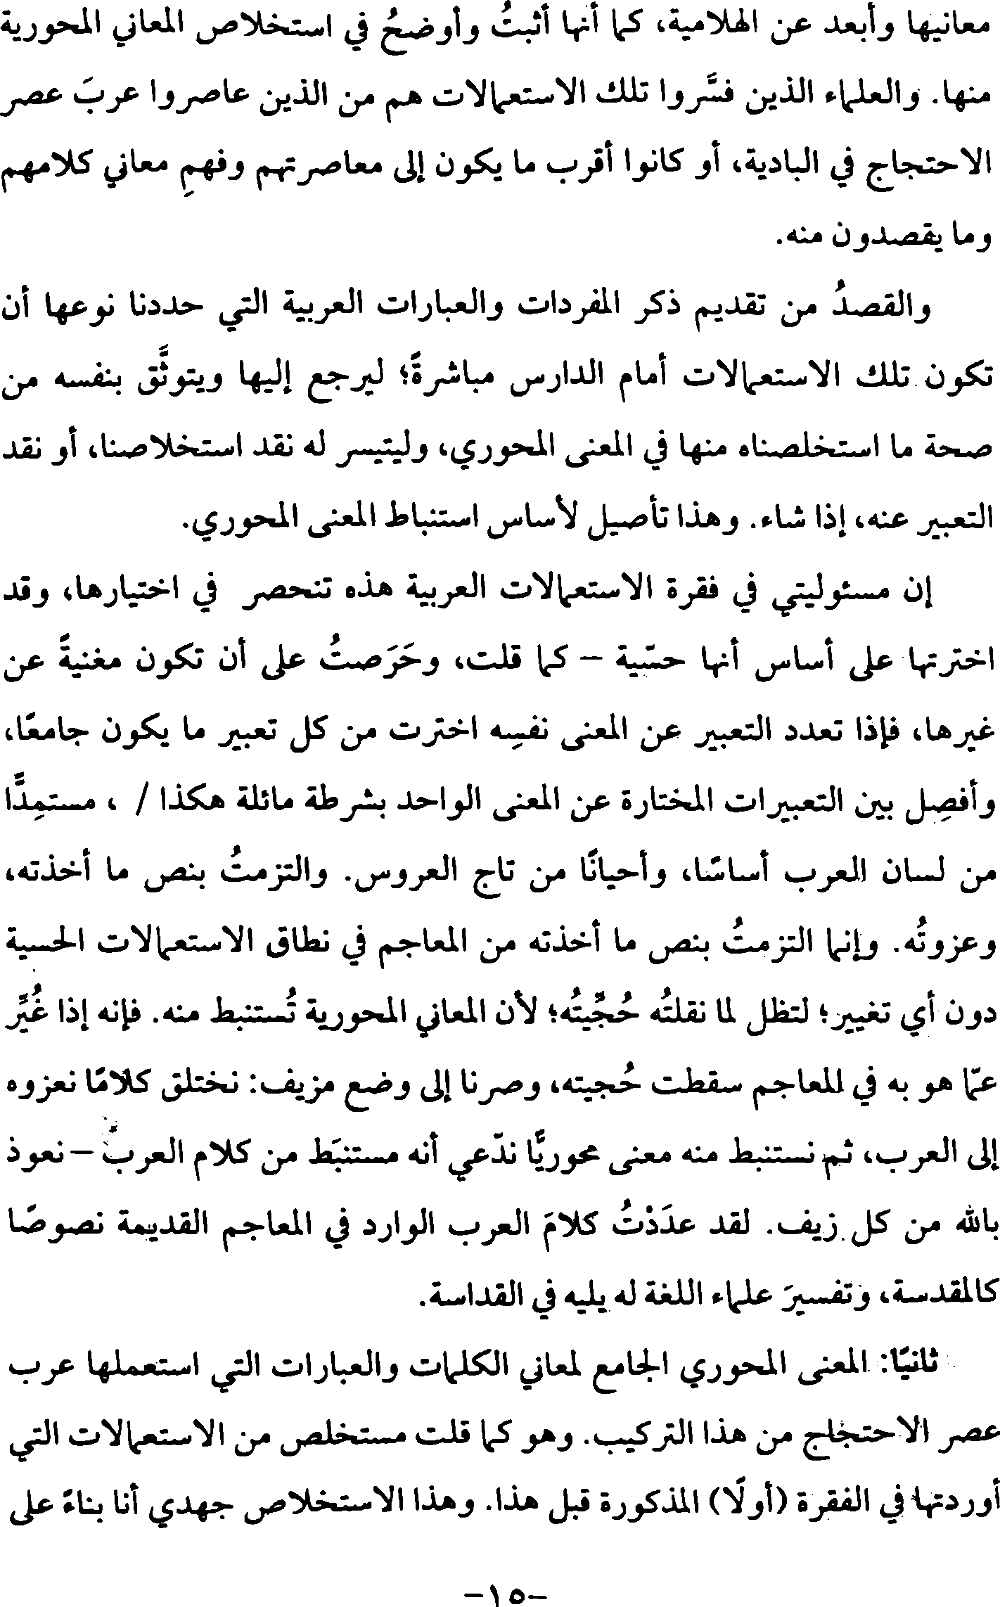 معانيها وأبعد عن الهلامية، كما أنها أثبتُ وأوضحُ في استخلاص المعاني المحورية
منها. والعلماء الذين فسَّروا تلك الاستعمالات هم من الذين عاصروا عربَ عصر
الاحتجاج في البادية، أو كانوا أقرب ما يكون إلى معاصرتهم وفهمِ معاني كلامهم
وما يقصدون منه.
والقصدُ من تقديم ذكر المفردات والعبارات العربية التي حددنا نوعها أن
تكون تلك الاستعمالات أمام الدارس مباشرةً؛ ليرجع إليها ويتوثَّق بنفسه من
صحة ما استخلصناه منها في المعنى المحوري، وليتيسر له نقد استخلاصنا، أو نقد
التعبير عنه، إذا شاء. وهذا تأصيل لأساس استنباط المعنى المحوري.
إن مسئوليتي في فقرة الاستعمالات العربية هذه تنحصر في اختيارها، وقد
اخترتها على أساس أنها حسّية – كما قلت، وحَرَصتُ على أن تكون مغنيةً عن
غيرها، فإذا تعدد التعبير عن المعنى نفسِه اخترت من كل تعبير ما يكون جامعًا،
وأفصِل بين التعبيرات المختارة عن المعنى الواحد بشرطة مائلة هكذا / ، مستمِدًّا
من لسان العرب أساسًا، وأحيانًا من تاج العروس. والتزمتُ بنص ما أخذته،
وعزوتُه. وإنما التزمتُ بنص ما أخذته من المعاجم في نطاق الاستعمالات الحسية
دون أي تغيير؛ لتظل لما نقلتُه حُجِّيتُه؛ لأن المعاني المحورية تُستنبط منه. فإنه إذا غُيِّر
عمّا هو به في المعاجم سقطت حُجيته، وصرنا إلى وضع مزيف: نختلق كلامًا نعزوه
إلى العرب، ثم نستنبط منه معنى محوريًّا ندّعي أنه مستنبَط من كلام العرب – نعوذ
بالله من كل زيف. لقد عدَدْتُ كلامَ العرب الوارد في المعاجم القديمة نصوصًا
كالمقدسة، وتفسيرَ علماء اللغة له يليه في القداسة.
ثانيًا: المعنى المحوري الجامع لمعاني الكلمات والعبارات التي استعملها عرب
عصر الاحتجاج من هذا التركيب. وهو كما قلت مستخلص من الاستعمالات التي
أوردتها في الفقرة (أولًا) المذكورة قبل هذا. وهذا الاستخلاص جهدي أنا بناءً على
–١٥–